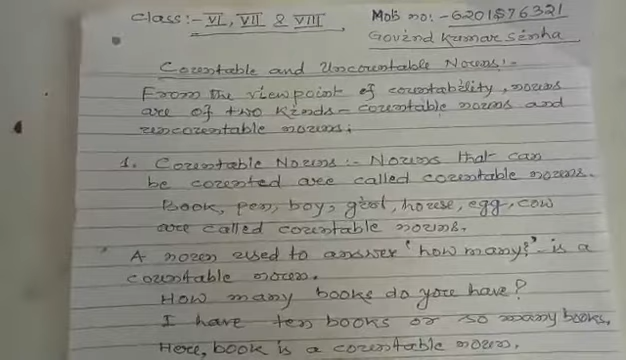 Class:- VI, VII & VIII, Mob no:- 6201576321
Govind Kumar Sinha
Countable and Uncountable Nouns:-
From the viewpoint of countability, nouns
are of two kinds- countable nouns and
uncountable nouns:
1. Countable Nouns:- Nouns that can
be counted are called countable nouns.
Book, pen, boy, girl, house, egg, cow
are called countable nouns.
A noun used to answer 'how many?' is a
countable noun.
How many books do you have?
I have ten books or so many books.
Here, book is a countable noun.